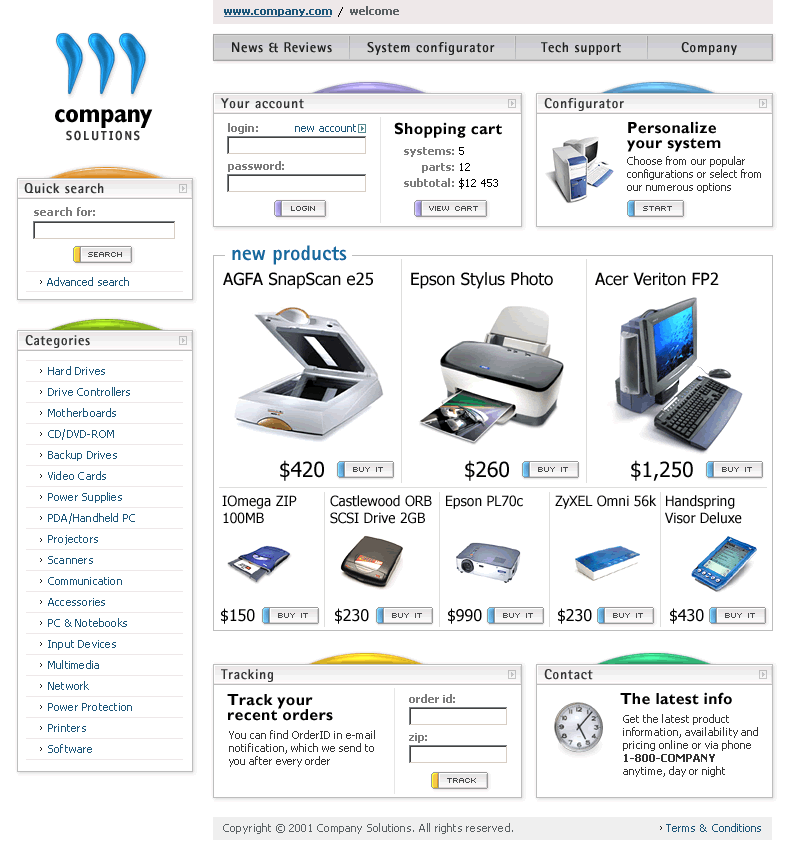 www.company.com / welcome
company
SOLUTIONS
News & Reviews
System configurator
Tech support
Company
Quick search
search for:
SEARCH
› Advanced search
Categories
› Hard Drives
› Drive Controllers
› Motherboards
› CD/DVD-ROM
› Backup Drives
› Video Cards
› Power Supplies
› PDA/Handheld PC
› Projectors
› Scanners
› Communication
› Accessories
› PC & Notebooks
› Input Devices
› Multimedia
› Network
› Power Protection
› Printers
› Software
Your account
login: new account
password:
LOGIN
Shopping cart
systems: 5
parts: 12
subtotal: $12 453
VIEW CART
Configurator
Personalize
your system
Choose from our popular
configurations or select from
our numerous options
START
new products
AGFA SnapScan e25
$420 BUY IT
Epson Stylus Photo
$260 BUY IT
Acer Veriton FP2
$1,250 BUY IT
IOmega ZIP
100MB
$150 BUY IT
Castlewood ORB
SCSI Drive 2GB
$230 BUY IT
Epson PL70c
$990 BUY IT
ZyXEL Omni 56k
$230 BUY IT
Handspring
Visor Deluxe
$430 BUY IT
Tracking
Track your
recent orders
You can find OrderID in e-mail
notification, which we send to
you after every order
order id:
zip:
TRACK
Contact
The latest info
Get the latest product
information, availability and
pricing online or via phone
1-800-COMPANY
anytime, day or night
Copyright © 2001 Company Solutions. All rights reserved.
› Terms & Conditions